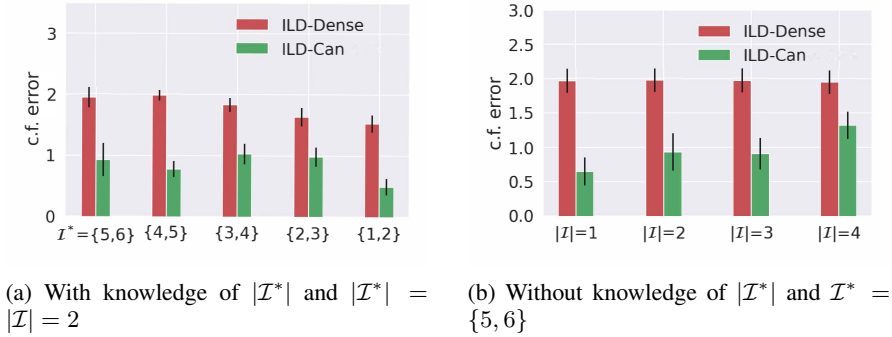 3
2
1
0
c.f. error
ILD-Dense
ILD-Can
ℐ*={5,6} {4,5} {3,4} {2,3} {1,2}
3.0
2.5
2.0
1.5
1.0
0.5
0.0
c.f. error
ILD-Dense
ILD-Can
|ℐ|=1 |ℐ|=2 |ℐ|=3 |ℐ|=4
(a) With knowledge of |ℐ*| and |ℐ*| =
|ℐ| = 2
(b) Without knowledge of |ℐ*| and ℐ* =
{5, 6}